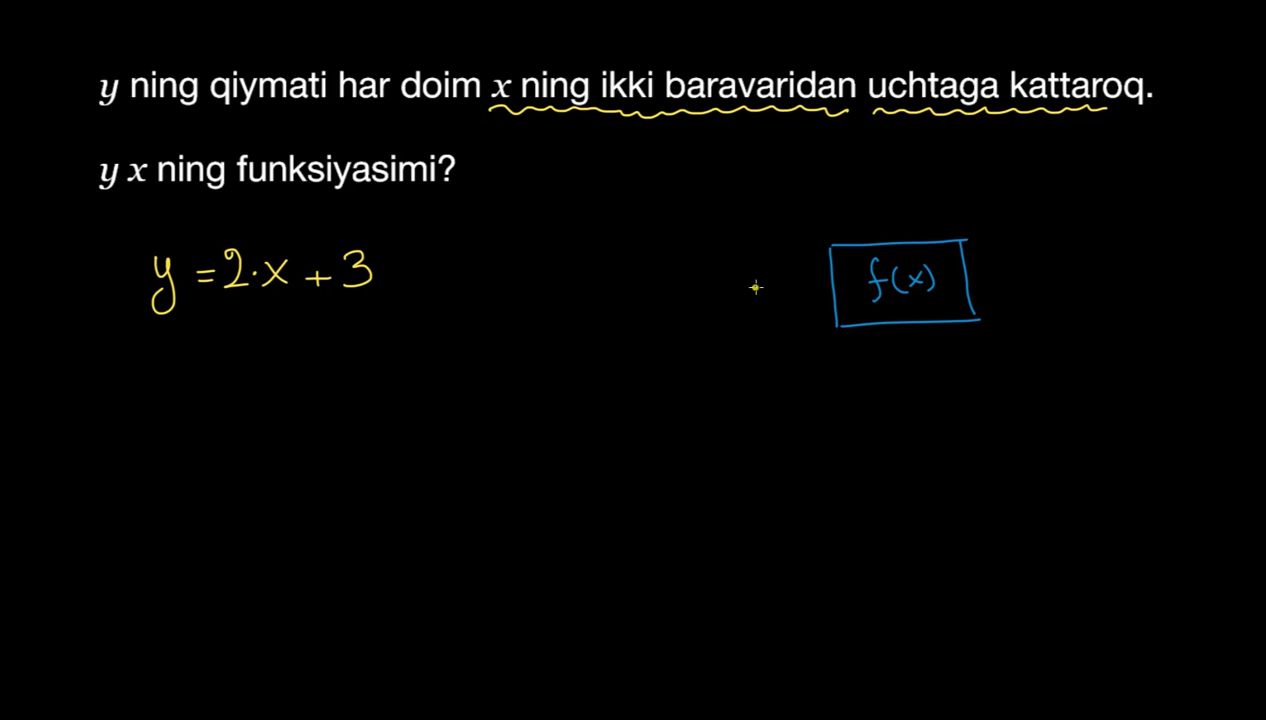 y ning qiymati har doim x ning ikki baravaridan uchtaga kattaroq.
y x ning funksiyasimi?
y = 2·x + 3
f(x)